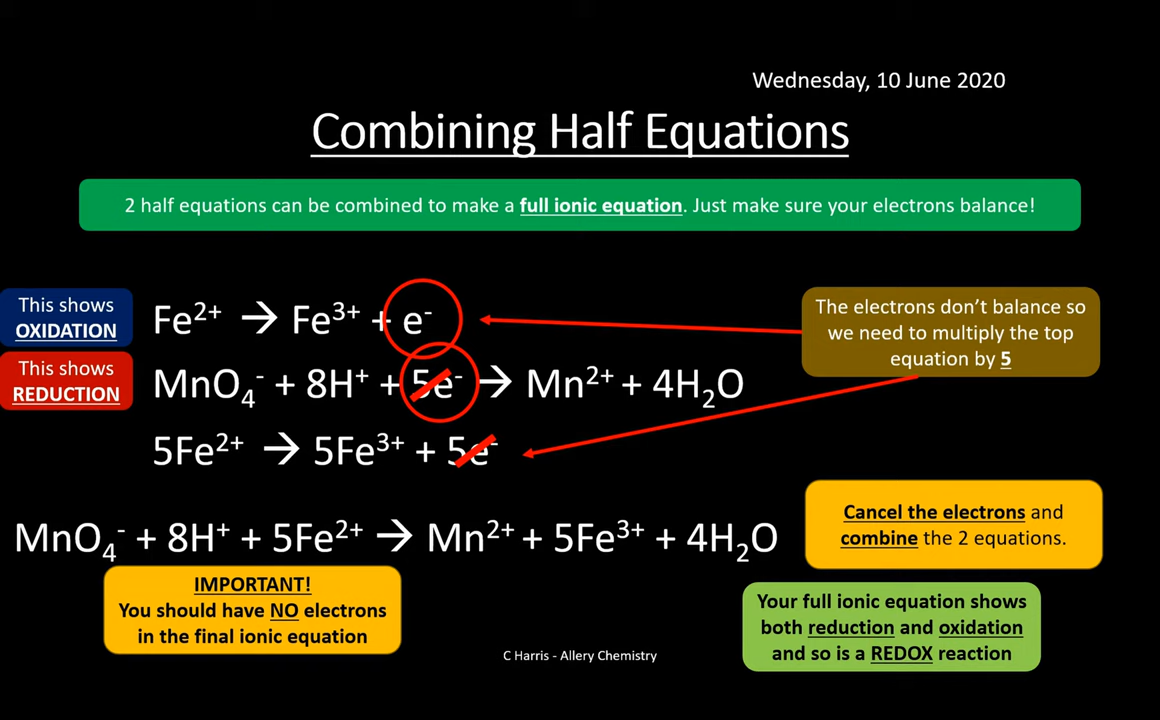 Wednesday, 10 June 2020
Combining Half Equations
2 half equations can be combined to make a full ionic equation. Just make sure your electrons balance!
This shows
OXIDATION
Fe²⁺ → Fe³⁺ + e⁻
The electrons don’t balance so
we need to multiply the top
equation by 5
This shows
REDUCTION
MnO₄⁻ + 8H⁺ + 5e⁻ → Mn²⁺ + 4H₂O
5Fe²⁺ → 5Fe³⁺ + 5e⁻
MnO₄⁻ + 8H⁺ + 5Fe²⁺ → Mn²⁺ + 5Fe³⁺ + 4H₂O
Cancel the electrons and
combine the 2 equations.
IMPORTANT!
You should have NO electrons
in the final ionic equation
Your full ionic equation shows
both reduction and oxidation
and so is a REDOX reaction
C Harris - Allery Chemistry